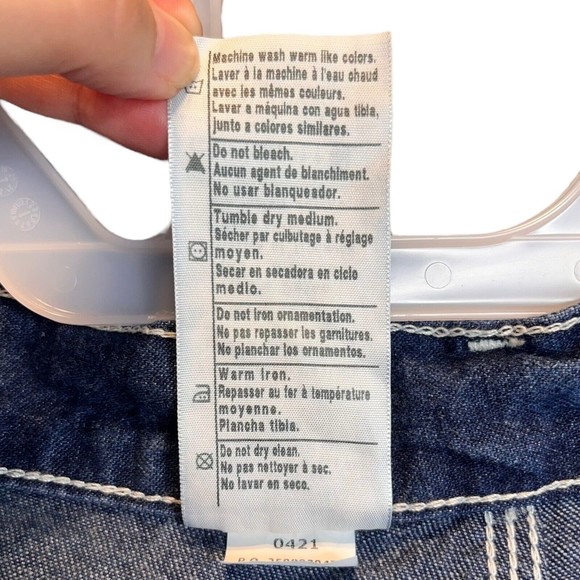 Machine wash warm like colors.
Laver à la machine à l'eau chaud
avec les mêmes couleurs.
Lavar a máquina con agua tibia,
junto a colores similares.
Do not bleach.
Aucun agent de blanchiment.
No usar blanqueador.
Tumble dry medium.
Sécher par culbutage à réglage
moyen.
Secar en secadora en ciclo
medio.
Do not iron ornamentation.
Ne pas repasser les garnitures.
No planchar los ornamentos.
Warm iron.
Repasser au fer à température
moyenne.
Plancha tibia.
Do not dry clean.
Ne pas nettoyer à sec.
No lavar en seco.
0421